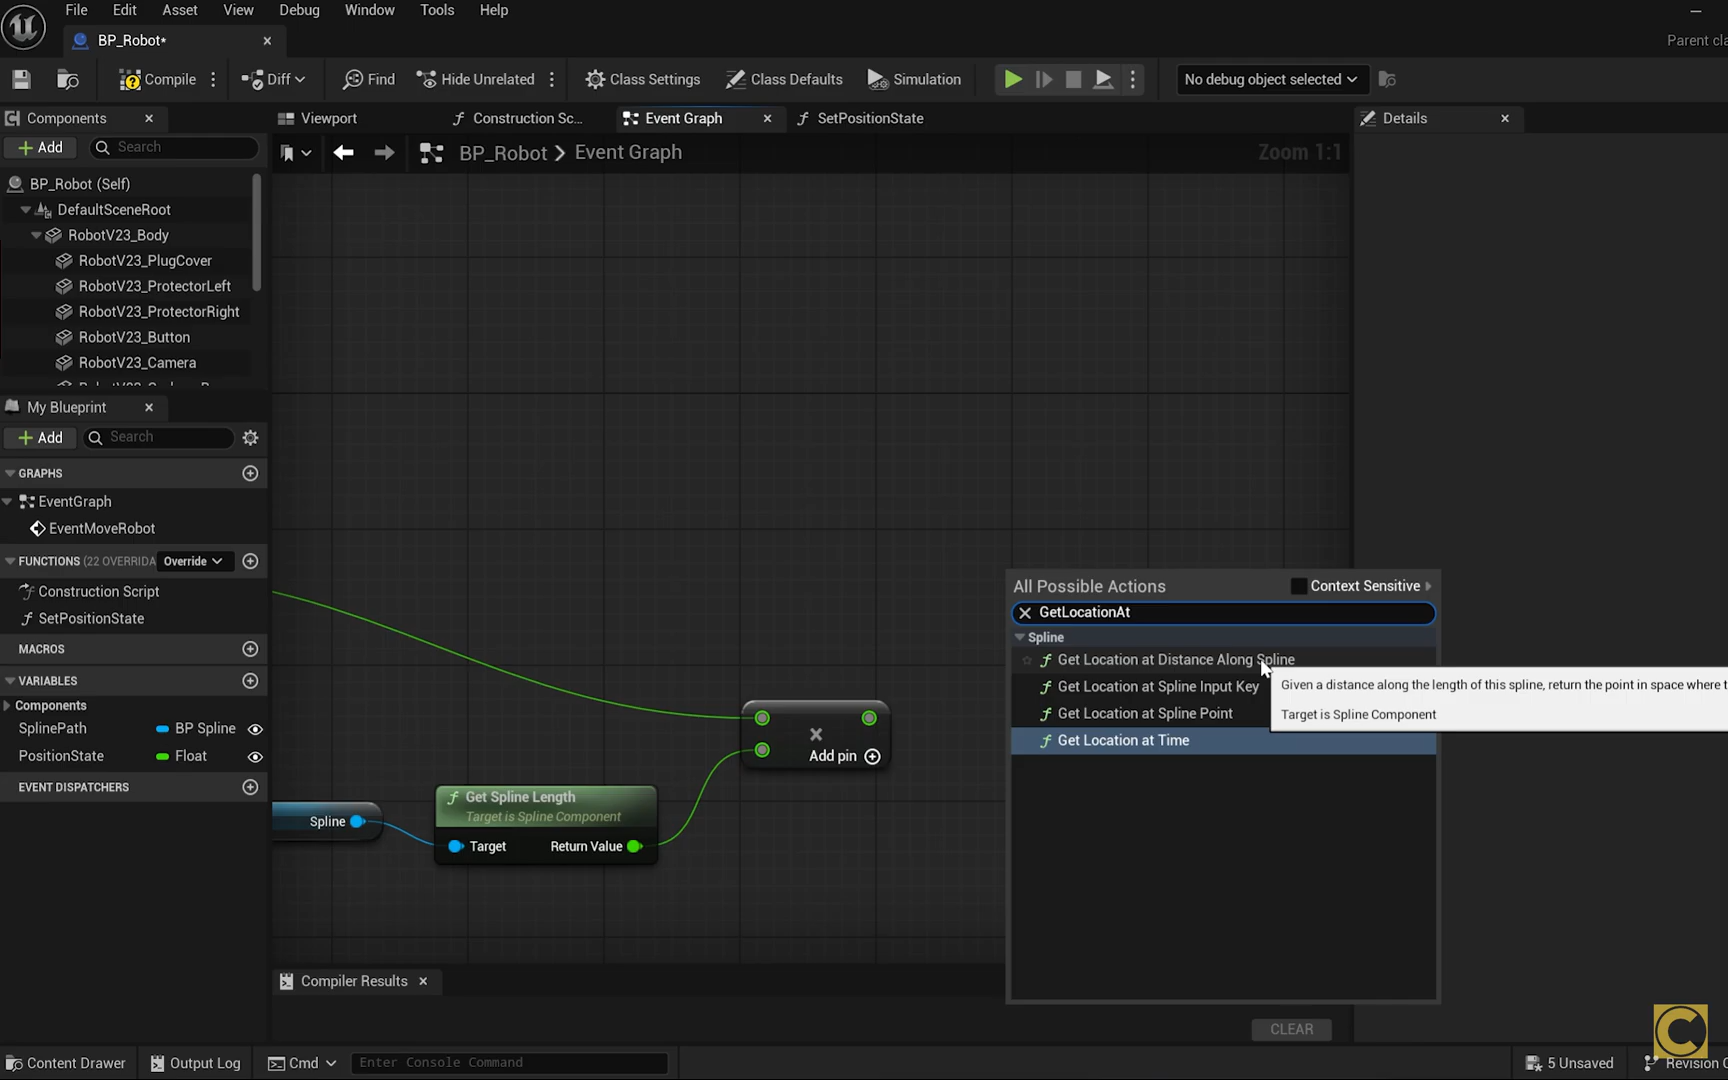 File Edit Asset View Debug Window Tools Help
BP_Robot*
Parent cla
Compile Diff Find Hide Unrelated Class Settings Class Defaults Simulation No debug object selected
Components
Viewport Construction Sc... Event Graph SetPositionState
Details
Add Search
BP_Robot > Event Graph
Zoom 1:1
BP_Robot (Self)
DefaultSceneRoot
RobotV23_Body
RobotV23_PlugCover
RobotV23_ProtectorLeft
RobotV23_ProtectorRight
RobotV23_Button
RobotV23_Camera
My Blueprint
Add Search
GRAPHS
EventGraph
EventMoveRobot
FUNCTIONS (22 OVERRIDA Override
Construction Script
SetPositionState
MACROS
VARIABLES
Components
SplinePath BP Spline
PositionState Float
EVENT DISPATCHERS
Spline
Get Spline Length
Target is Spline Component
Target Return Value
Add pin
All Possible Actions Context Sensitive
GetLocationAt
Spline
Get Location at Distance Along Spline
Get Location at Spline Input Key
Get Location at Spline Point
Get Location at Time
Given a distance along the length of this spline, return the point in space where t
Target is Spline Component
Compiler Results
CLEAR
Content Drawer Output Log Cmd Enter Console Command 5 Unsaved Revision C